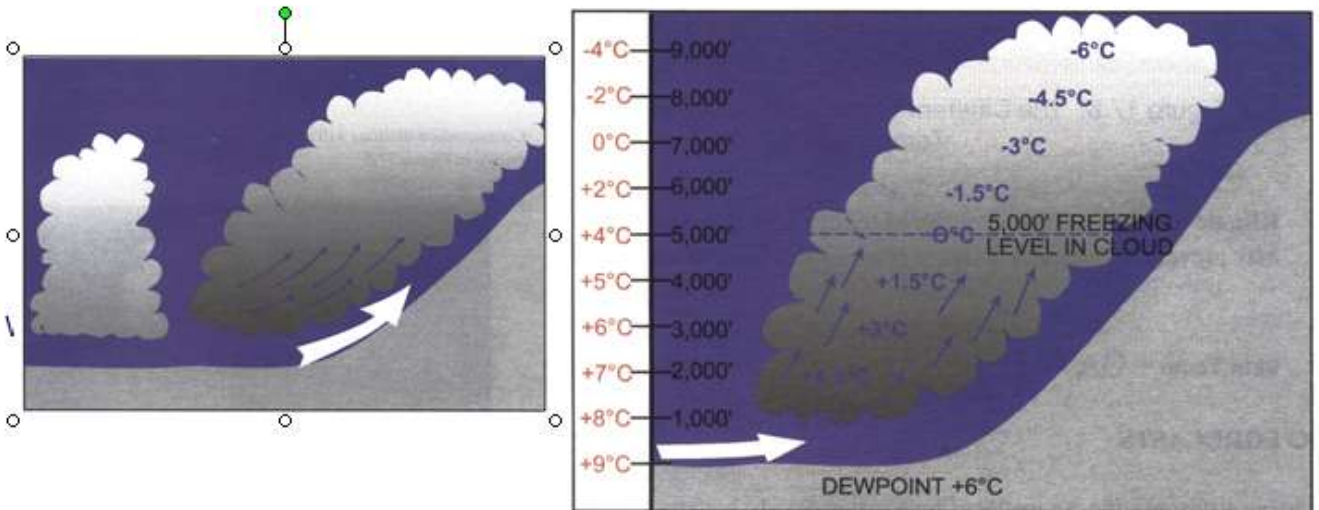 -4°C 9,000' -6°C
-2°C 8,000' -4.5°C
0°C 7,000' -3°C
+2°C 6,000' -1.5°C
+4°C 5,000' 0°C 5,000' FREEZING
LEVEL IN CLOUD
+5°C 4,000' +1.5°C
+6°C 3,000' +3°C
+7°C 2,000'
+8°C 1,000'
+9°C
DEWPOINT +6°C